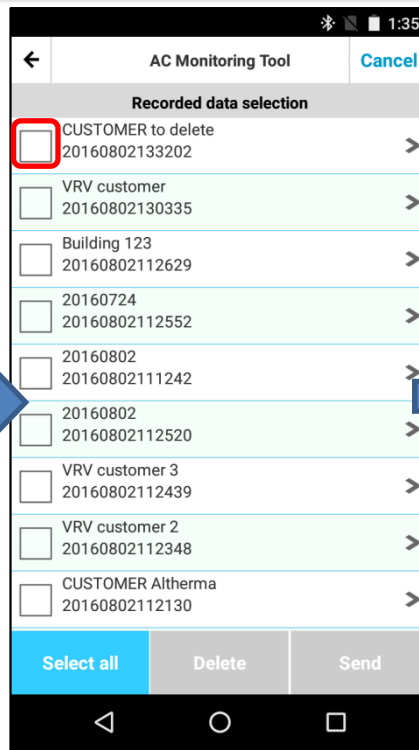 1:35
AC Monitoring Tool
Cancel
Recorded data selection
CUSTOMER to delete
20160802133202
VRV customer
20160802130335
Building 123
20160802112629
20160724
20160802112552
20160802
20160802111242
20160802
20160802112520
VRV customer 3
20160802112439
VRV customer 2
20160802112348
CUSTOMER Altherma
20160802112130
Select all
Delete
Send